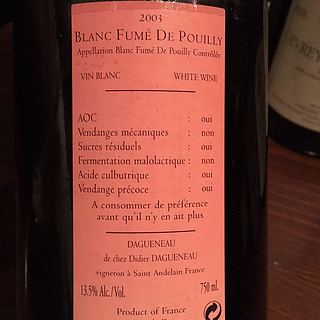 2003
BLANC FUMÉ DE POUILLY
Appellation Blanc Fumé De Pouilly Contrôlée
VIN BLANC WHITE WINE
AOC : oui
Vendanges mécaniques : non
Sucres résiduels : oui
Fermentation malolactique : non
Acide culbutrique : oui
Vendange précoce : oui
A consommer de préférence
avant qu'il n'y en ait plus
DAGUENEAU
de chez Didier DAGUENEAU
vigneron à Saint Andelain France
13.5% Alc./Vol. 750 ml.
Product of France